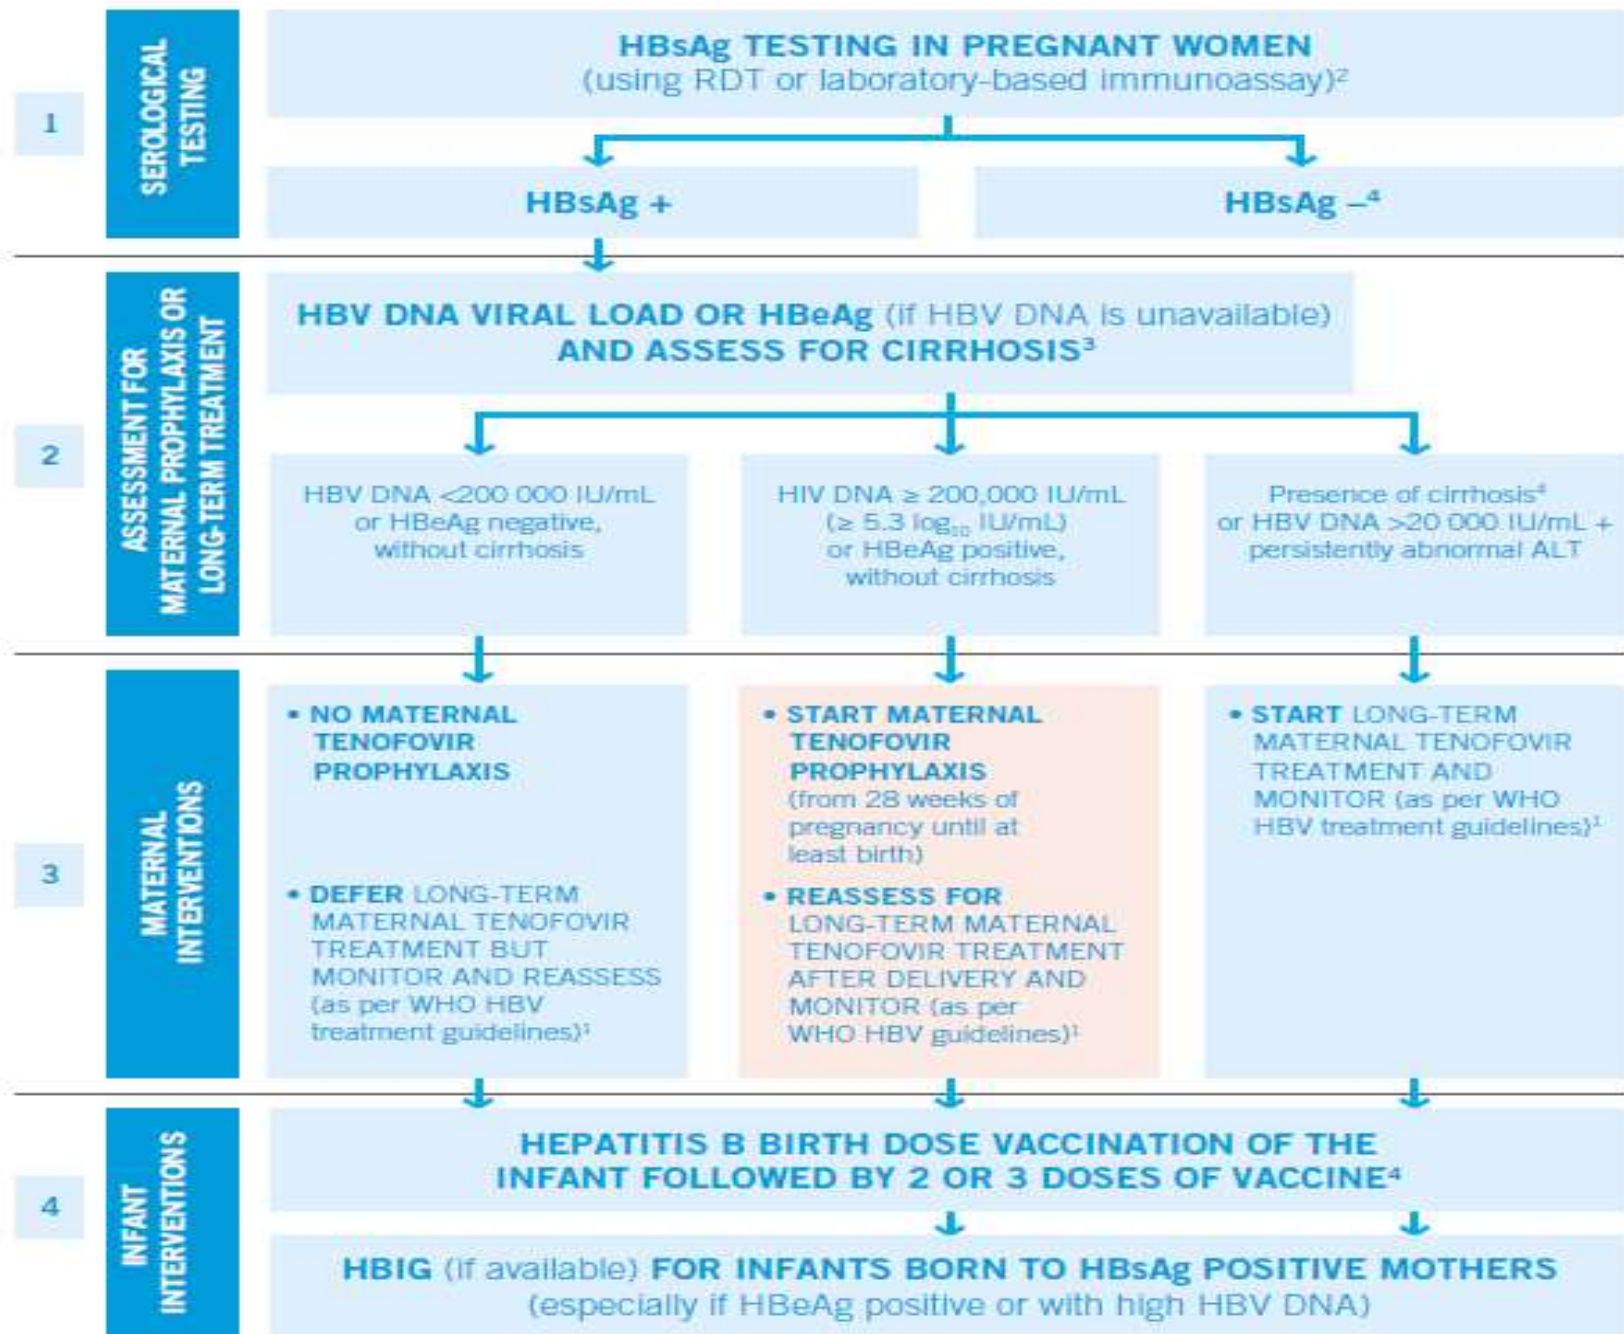 1
SEROLOGICAL
TESTING
HBsAg TESTING IN PREGNANT WOMEN
(using RDT or laboratory-based immunoassay)²
HBsAg +
HBsAg –⁴
2
ASSESSMENT FOR
MATERNAL PROPHYLAXIS OR
LONG-TERM TREATMENT
HBV DNA VIRAL LOAD OR HBeAg (if HBV DNA is unavailable)
AND ASSESS FOR CIRRHOSIS³
HBV DNA <200 000 IU/mL
or HBeAg negative,
without cirrhosis
HIV DNA ≥ 200,000 IU/mL
(≥ 5.3 log₁₀ IU/mL)
or HBeAg positive,
without cirrhosis
Presence of cirrhosis⁴
or HBV DNA >20 000 IU/mL +
persistently abnormal ALT
3
MATERNAL
INTERVENTIONS
• NO MATERNAL
TENOFOVIR
PROPHYLAXIS
• DEFER LONG-TERM
MATERNAL TENOFOVIR
TREATMENT BUT
MONITOR AND REASSESS
(as per WHO HBV
treatment guidelines)¹
• START MATERNAL
TENOFOVIR
PROPHYLAXIS
(from 28 weeks of
pregnancy until at
least birth)
• REASSESS FOR
LONG-TERM MATERNAL
TENOFOVIR TREATMENT
AFTER DELIVERY AND
MONITOR (as per
WHO HBV guidelines)¹
• START LONG-TERM
MATERNAL TENOFOVIR
TREATMENT AND
MONITOR (as per WHO
HBV treatment guidelines)¹
4
INFANT
INTERVENTIONS
HEPATITIS B BIRTH DOSE VACCINATION OF THE
INFANT FOLLOWED BY 2 OR 3 DOSES OF VACCINE⁴
HBIG (if available) FOR INFANTS BORN TO HBsAg POSITIVE MOTHERS
(especially if HBeAg positive or with high HBV DNA)